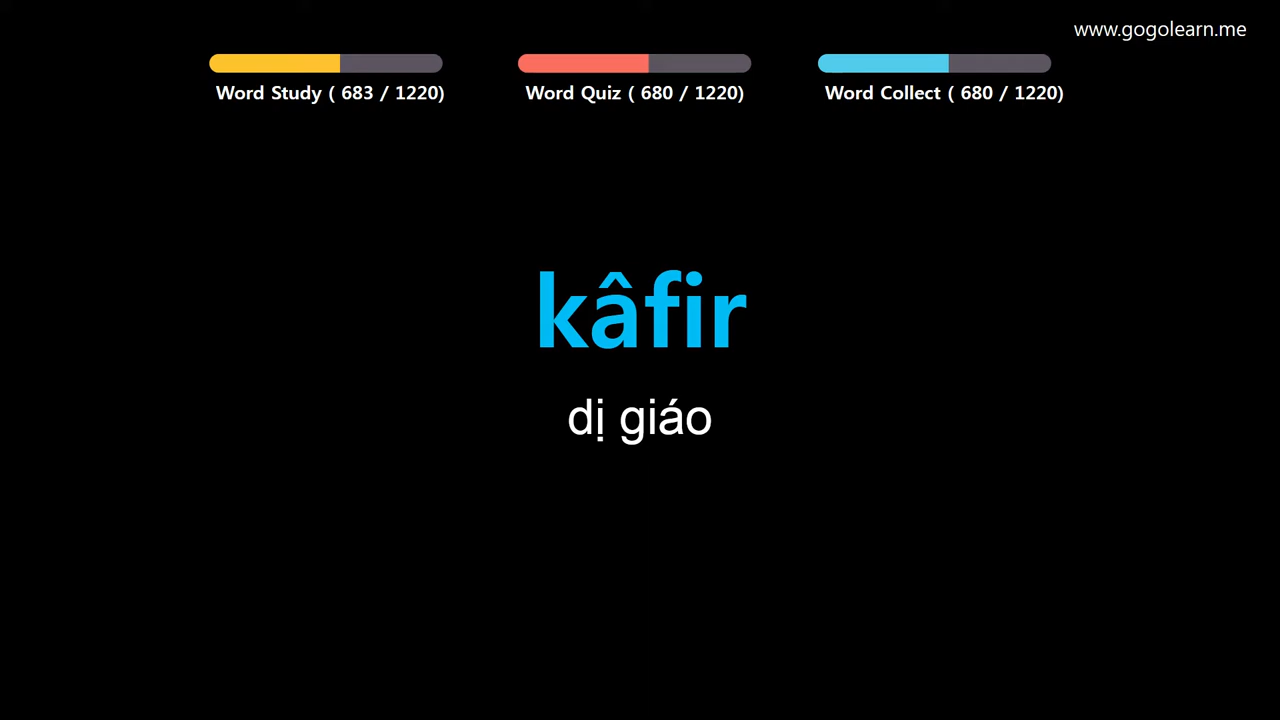 www.gogolearn.me
Word Study ( 683 / 1220)
Word Quiz ( 680 / 1220)
Word Collect ( 680 / 1220)
kâfir
dị giáo